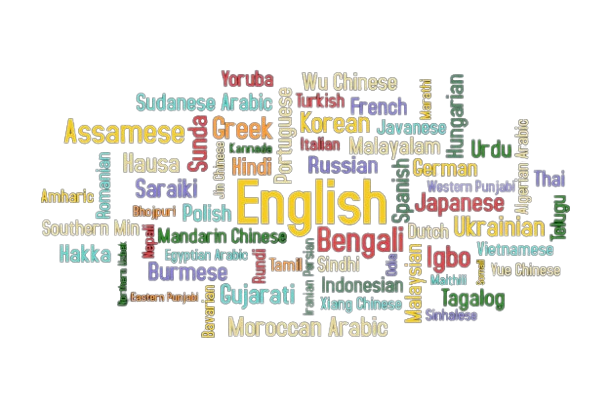 Yoruba
Wu Chinese
Marathi
Hungarian
Sudanese Arabic
Portuguese
Turkish
French
Assamese
Sunda
Greek
Korean
Javanese
Kannada
Italian
Malayalam
Urdu
Algerian Arabic
Romanian
Hausa
Jin Chinese
Hindi
Russian
Spanish
German
Thai
Amharic
Saraiki
English
Western Punjabi
Japanese
Telugu
Bhojpuri
Polish
Southern Min
Nepali
Mandarin Chinese
Bengali
Dutch
Ukrainian
Hakka
Northern Uzbek
Egyptian Arabic
Rundi
Tamil
Iranian Persian
Sindhi
Odia
Malaysian
Igbo
Vietnamese
Burmese
Maithili
Somali
Yue Chinese
Eastern Punjabi
Bavarian
Gujarati
Indonesian
Xiang Chinese
Tagalog
Moroccan Arabic
Sinhalese